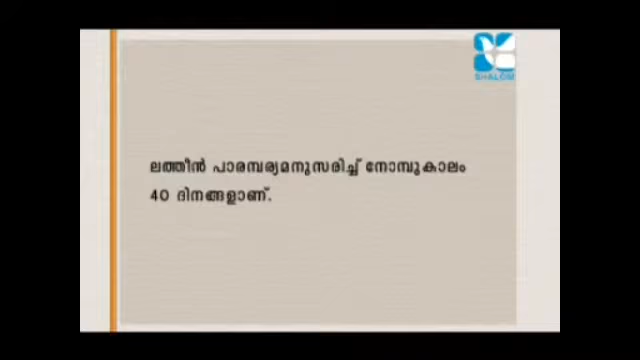 SHALOM
ലത്തീൻ പാരമ്പര്യമനുസരിച്ച് നോമ്പുകാലം
40 ദിനങ്ങളാണ്.